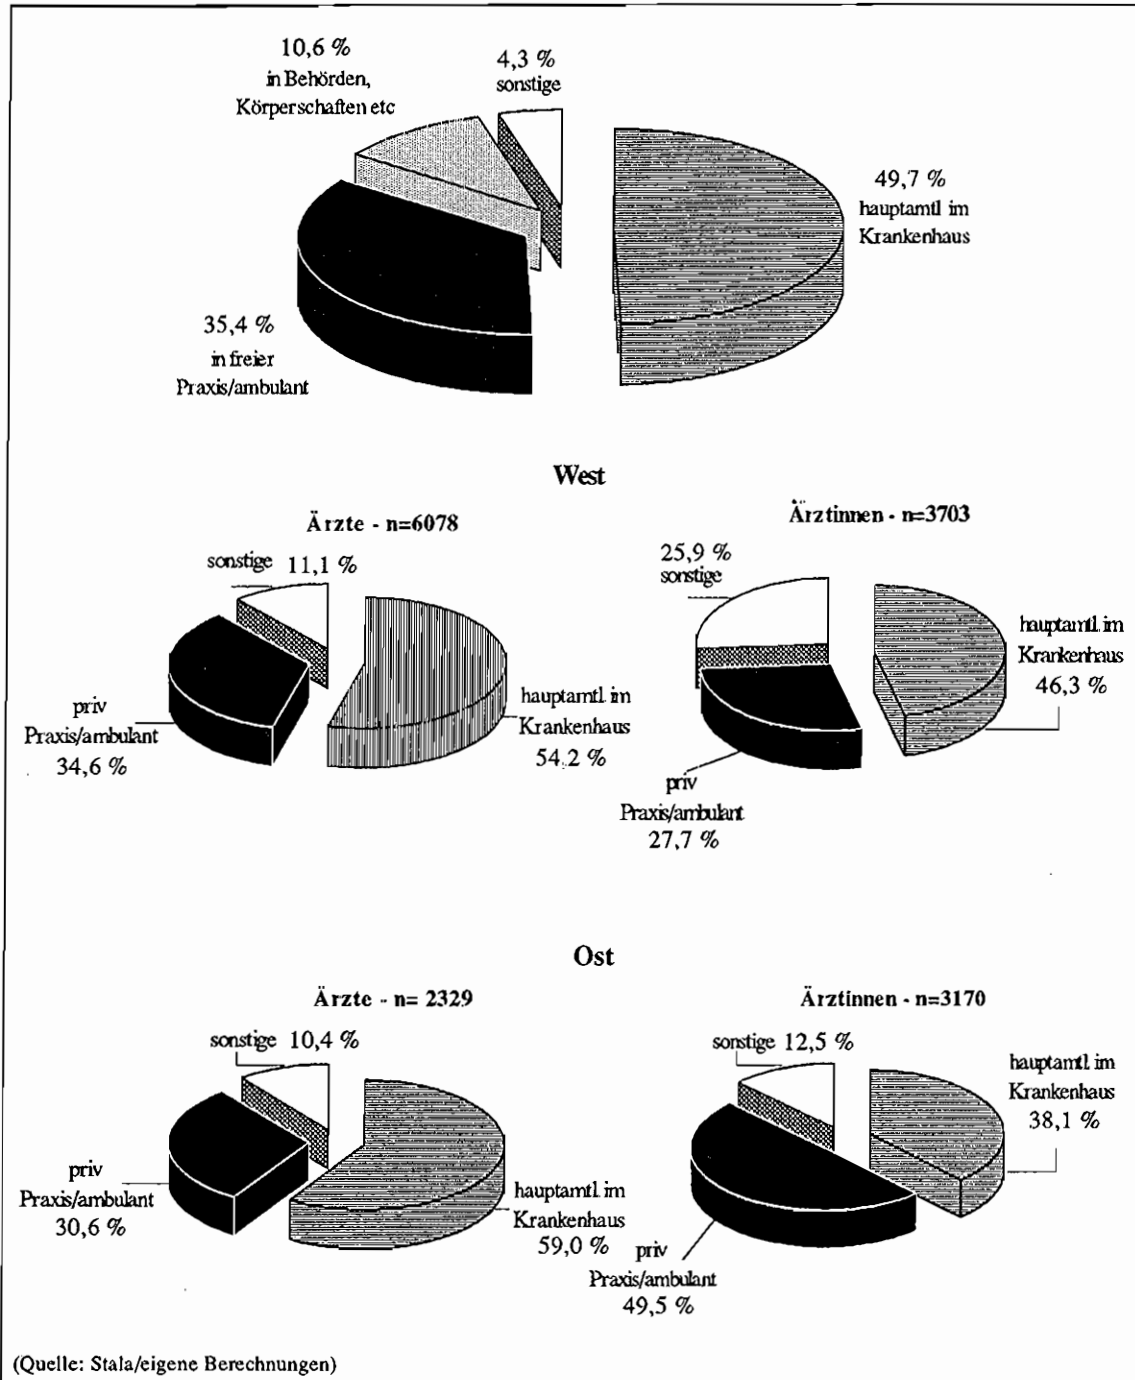 10,6 %
in Behörden,
Körperschaften etc
4,3 %
sonstige
49,7 %
hauptamtl im
Krankenhaus
35,4 %
in freier
Praxis/ambulant
West
Ärzte - n=6078
sonstige 11,1 %
priv
Praxis/ambulant
34,6 %
hauptamtl. im
Krankenhaus
54,2 %
Ärztinnen - n=3703
25,9 %
sonstige
hauptamtl. im
Krankenhaus
46,3 %
priv
Praxis/ambulant
27,7 %
Ost
Ärzte - n= 2329
sonstige 10,4 %
priv
Praxis/ambulant
30,6 %
hauptamtl. im
Krankenhaus
59,0 %
Ärztinnen - n=3170
sonstige 12,5 %
hauptamtl. im
Krankenhaus
38,1 %
priv
Praxis/ambulant
49,5 %
(Quelle: Stala/eigene Berechnungen)